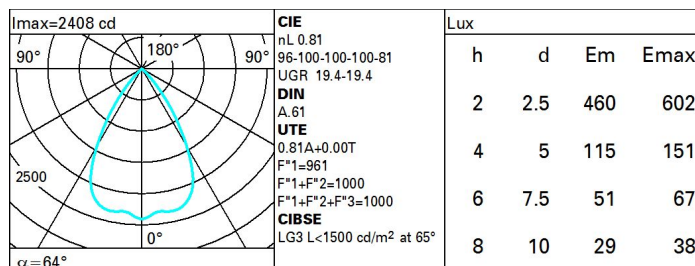 Imax=2408 cd
90° 180° 90°
2500
0°
α=64°
CIE
nL 0.81
96-100-100-100-81
UGR 19.4-19.4
DIN
A.61
UTE
0.81A+0.00T
F"1=961
F"1+F"2=1000
F"1+F"2+F"3=1000
CIBSE
LG3 L<1500 cd/m² at 65°
Lux
h d Em Emax
2 2.5 460 602
4 5 115 151
6 7.5 51 67
8 10 29 38